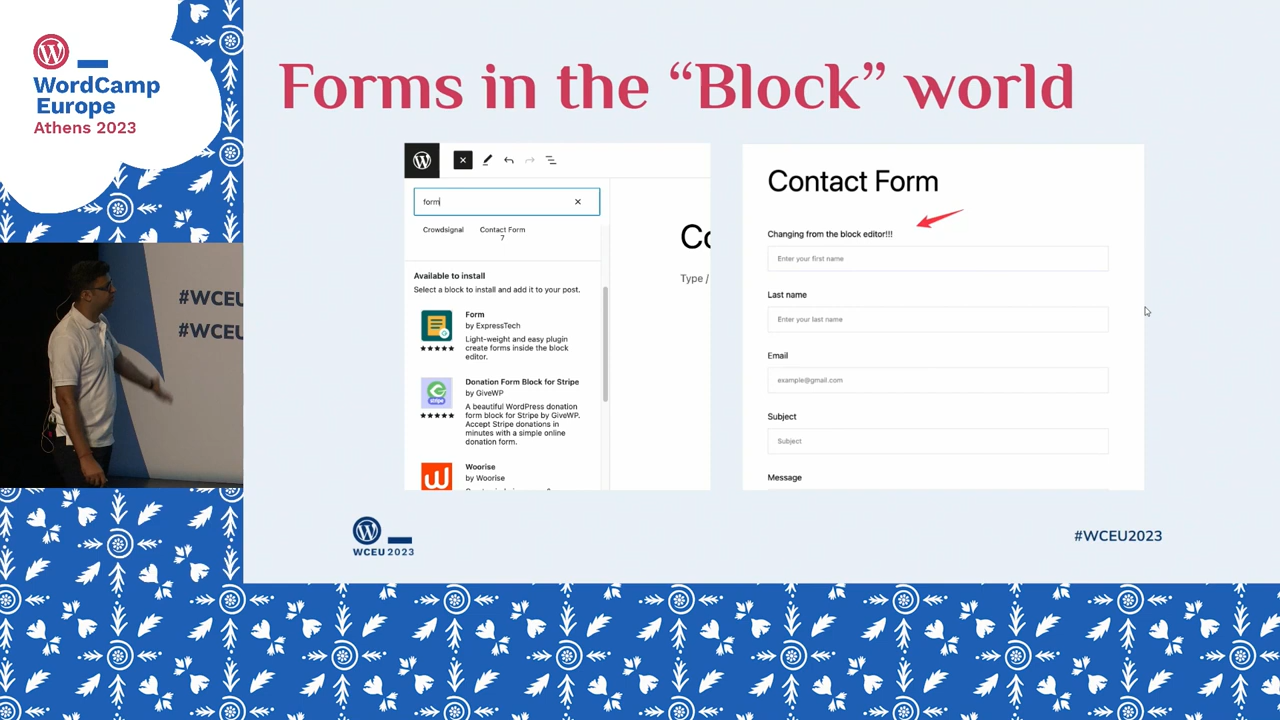 WordCamp
Europe
Athens 2023
#WCEU
#WCEU
Forms in the “Block” world
form
Crowdsignal
Contact Form
7
Available to install
Select a block to install and add it to your post.
Form
by ExpressTech
Light-weight and easy plugin
create forms inside the block
editor.
Donation Form Block for Stripe
by GiveWP
stripe
A beautiful WordPress donation
form block for Stripe by GiveWP.
Accept Stripe donations in
minutes with a simple online
donation form.
Woorise
by Woorise
Type /
Contact Form
Changing from the block editor!!!
Enter your first name
Last name
Enter your last name
Email
example@gmail.com
Subject
Subject
Message
WCEU 2023
#WCEU2023